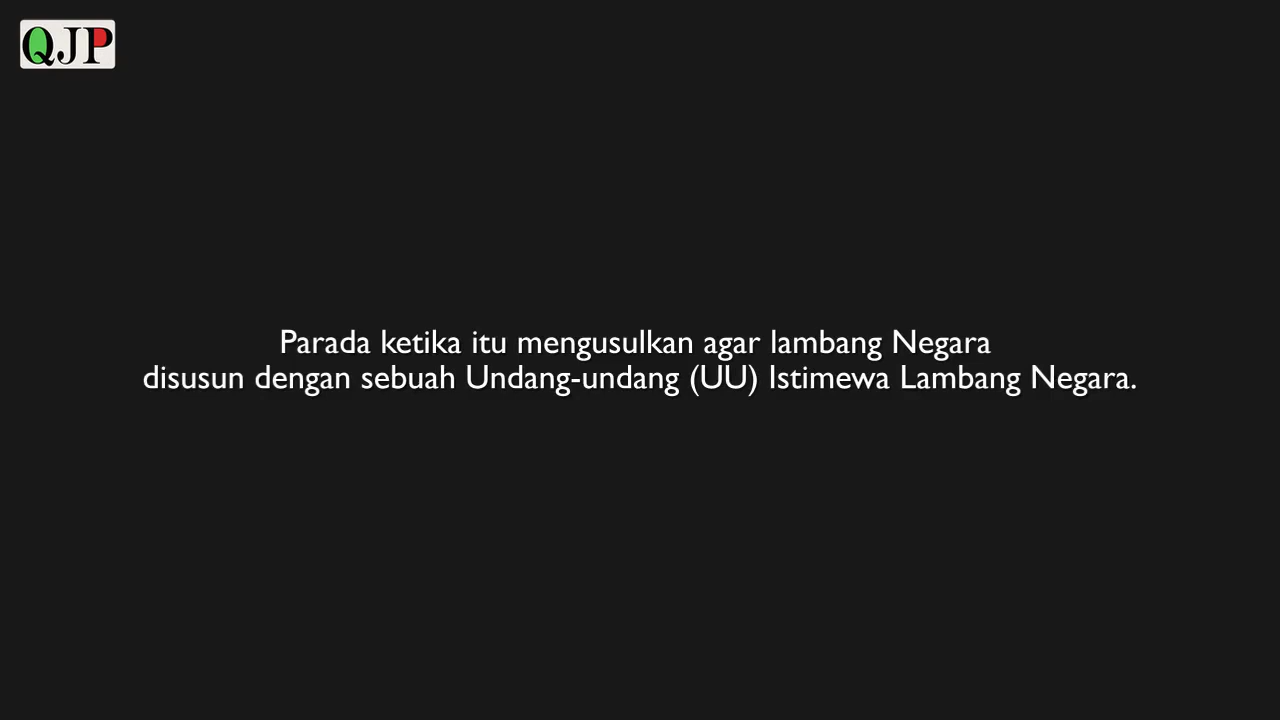 QJP
Parada ketika itu mengusulkan agar lambang Negara
disusun dengan sebuah Undang-undang (UU) Istimewa Lambang Negara.